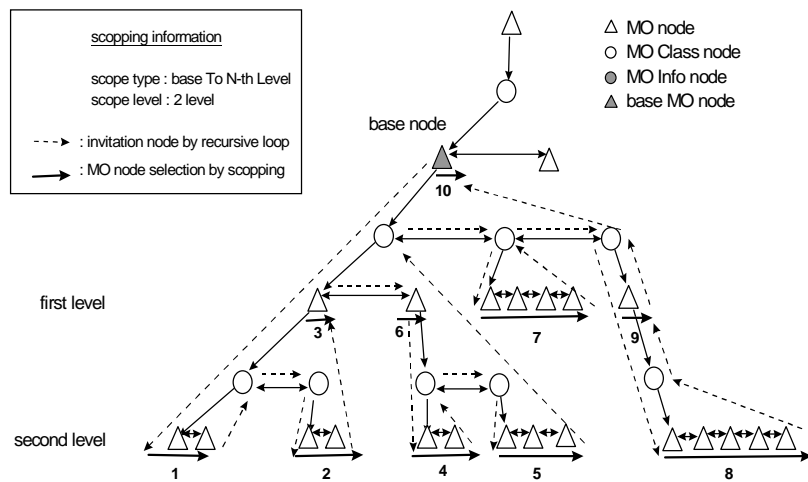 scopping information
scope type : base To N-th Level
scope level : 2 level
: invitation node by recursive loop
: MO node selection by scopping
MO node
MO Class node
MO Info node
base MO node
base node
10
first level
3
6
7
9
second level
1
2
4
5
8